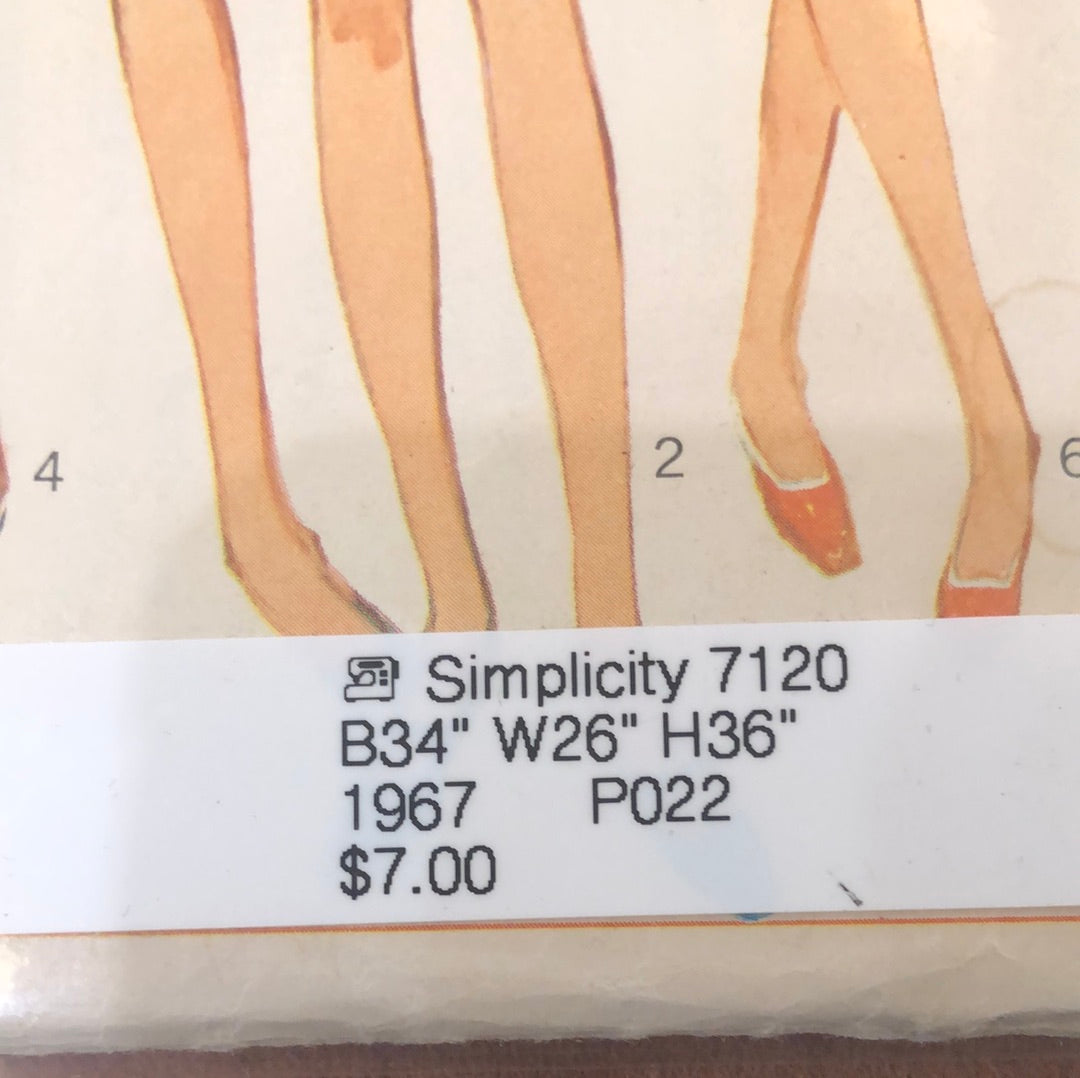 4
2
6
Simplicity 7120
B34" W26" H36"
1967 P022
$7.00